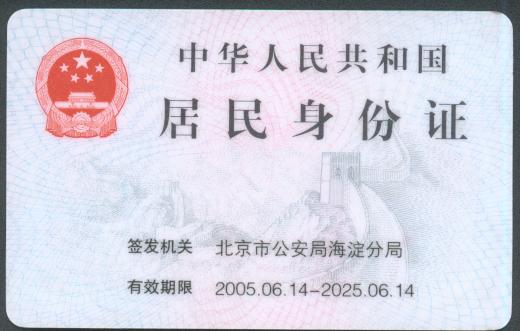 中华人民共和国
居民身份证
签发机关 北京市公安局海淀分局
有效期限 2005.06.14-2025.06.14